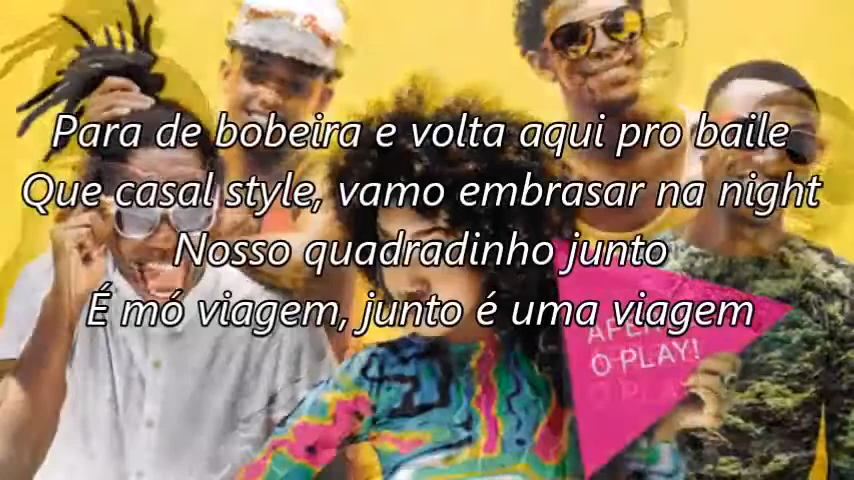 Para de bobeira e volta aqui pro baile
Que casal style, vamo embrasar na night
Nosso quadradinho junto
É mó viagem, junto é uma viagem
O PLAY!